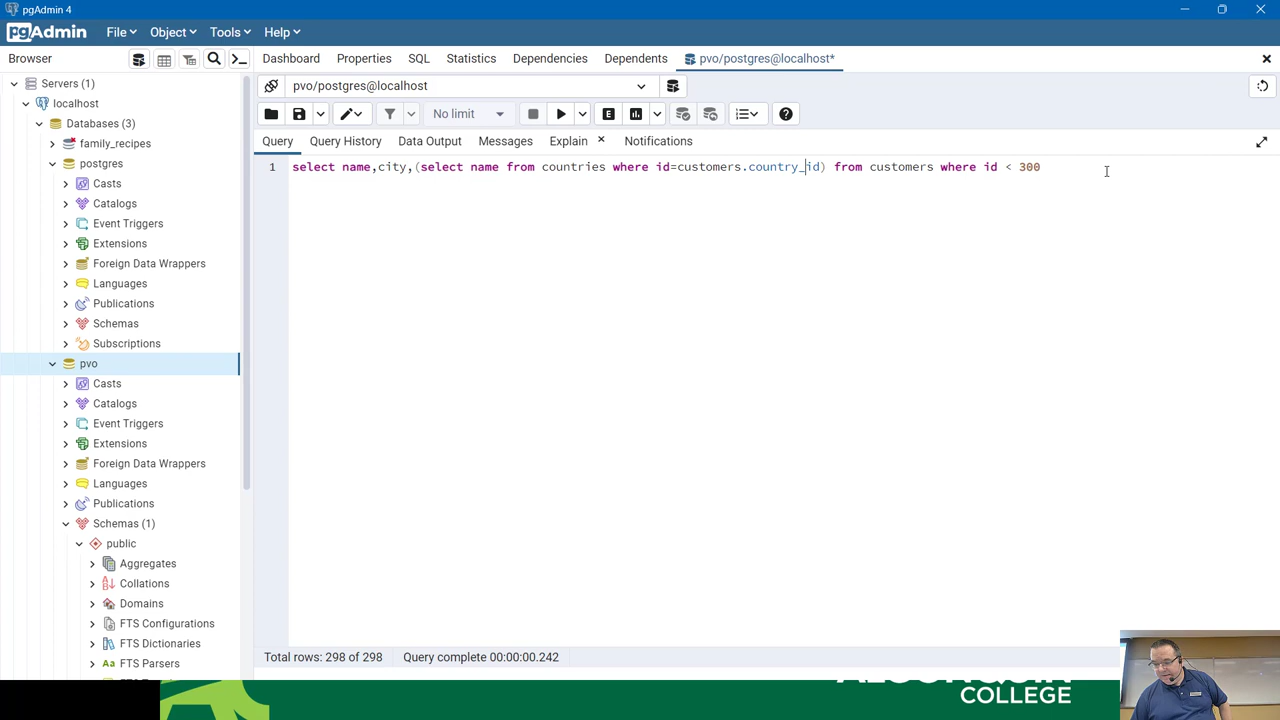 pgAdmin 4
pgAdmin File Object Tools Help
Browser
Dashboard Properties SQL Statistics Dependencies Dependents pvo/postgres@localhost*
Servers (1)
pvo/postgres@localhost
localhost
Databases (3)
No limit
E
family_recipes
Query Query History Data Output Messages Explain Notifications
postgres
1 select name,city,(select name from countries where id=customers.country_id) from customers where id < 300
Casts
Catalogs
Event Triggers
Extensions
Foreign Data Wrappers
Languages
Publications
Schemas
Subscriptions
pvo
Casts
Catalogs
Event Triggers
Extensions
Foreign Data Wrappers
Languages
Publications
Schemas (1)
public
Aggregates
Collations
Domains
FTS Configurations
FTS Dictionaries
Aa FTS Parsers
Total rows: 298 of 298 Query complete 00:00:00.242
ALGONQUIN
COLLEGE